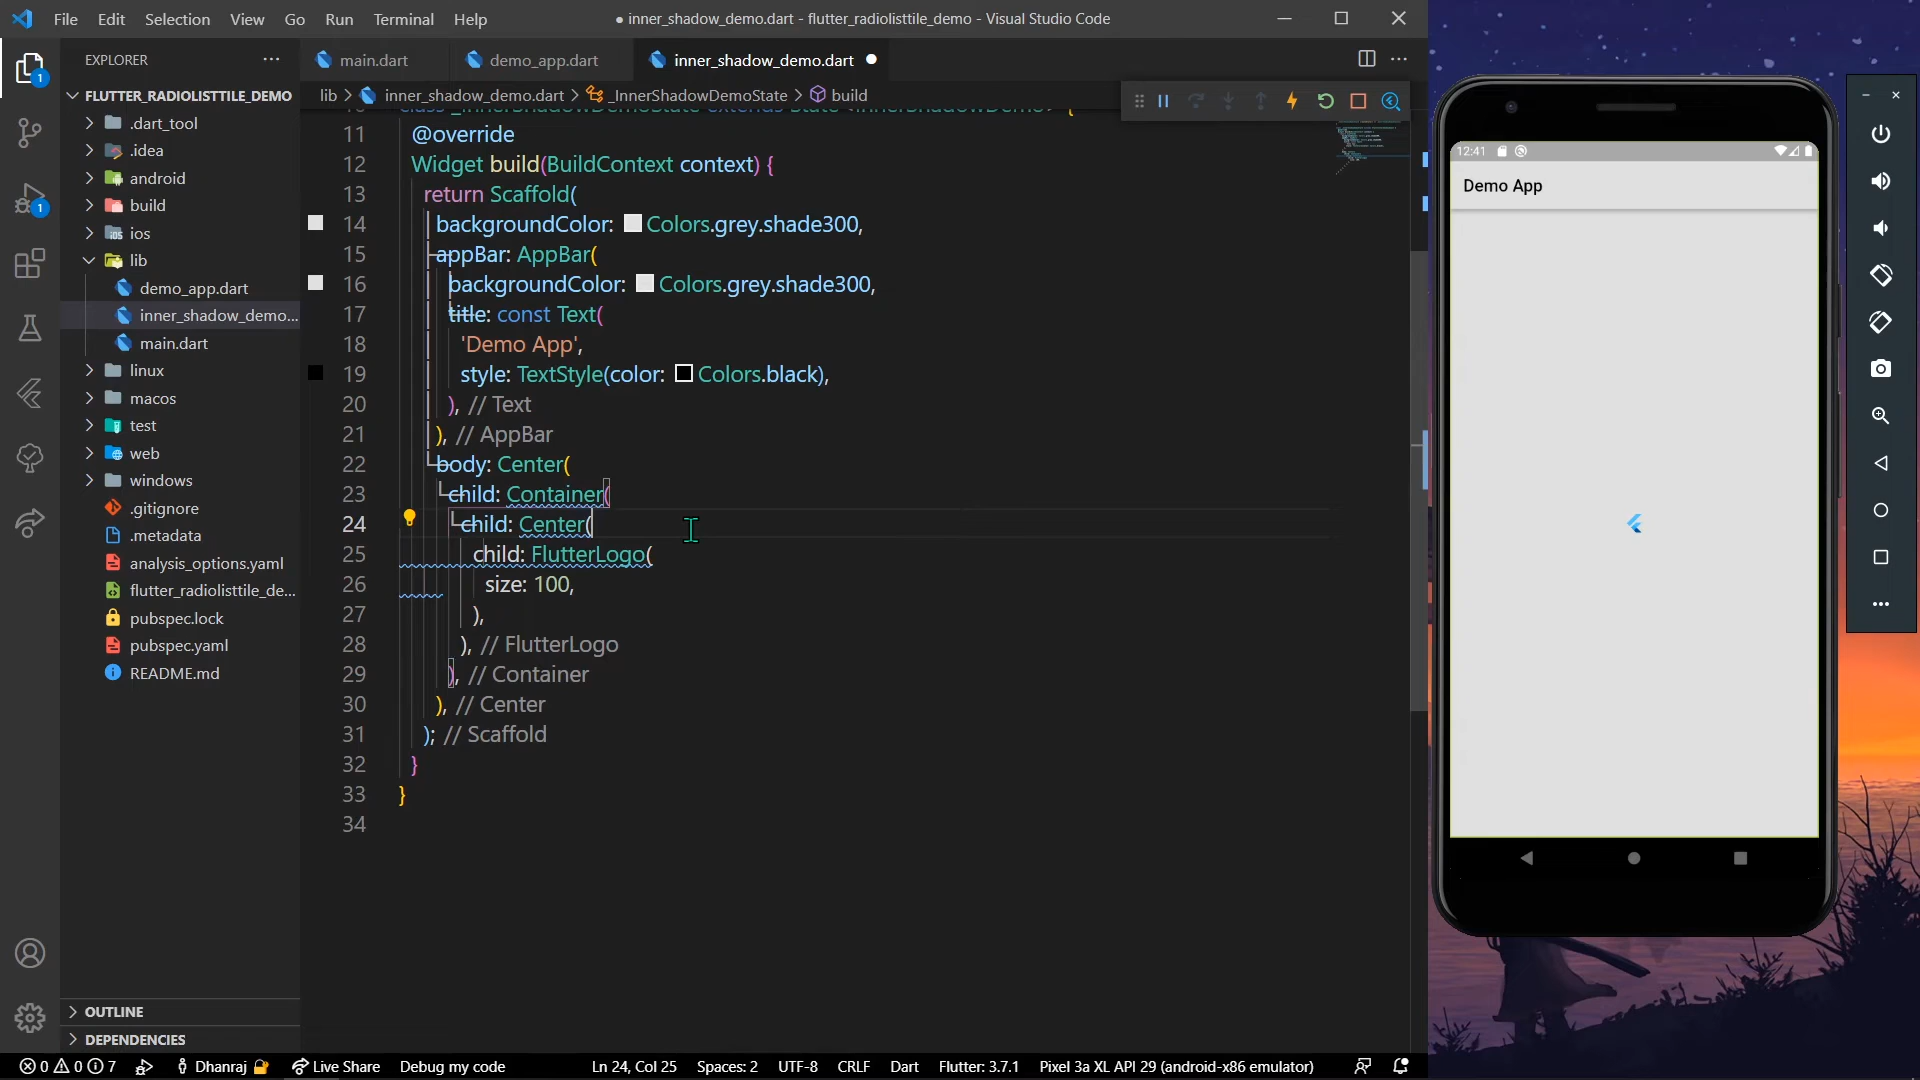 File Edit Selection View Go Run Terminal Help
● inner_shadow_demo.dart - flutter_radiolisttile_demo - Visual Studio Code
EXPLORER
main.dart
demo_app.dart
inner_shadow_demo.dart
lib > inner_shadow_demo.dart > _InnerShadowDemoState > build
FLUTTER_RADIOLISTTILE_DEMO
.dart_tool
.idea
android
build
ios
lib
demo_app.dart
inner_shadow_demo...
main.dart
linux
macos
test
web
windows
.gitignore
.metadata
analysis_options.yaml
flutter_radiolisttile_de...
pubspec.lock
pubspec.yaml
README.md
OUTLINE
DEPENDENCIES
11 @override
12 Widget build(BuildContext context) {
13 return Scaffold(
14 backgroundColor: Colors.grey.shade300,
15 appBar: AppBar(
16 backgroundColor: Colors.grey.shade300,
17 title: const Text(
18 'Demo App',
19 style: TextStyle(color: Colors.black),
20 ), // Text
21 ), // AppBar
22 body: Center(
23 child: Container(
24 child: Center(
25 child: FlutterLogo(
26 size: 100,
27 ),
28 ), // FlutterLogo
29 ), // Container
30 ), // Center
31 ); // Scaffold
32 }
33 }
34
12:41
Demo App
1
1
0 0 7 Dhanraj Live Share Debug my code Ln 24, Col 25 Spaces: 2 UTF-8 CRLF Dart Flutter: 3.7.1 Pixel 3a XL API 29 (android-x86 emulator)